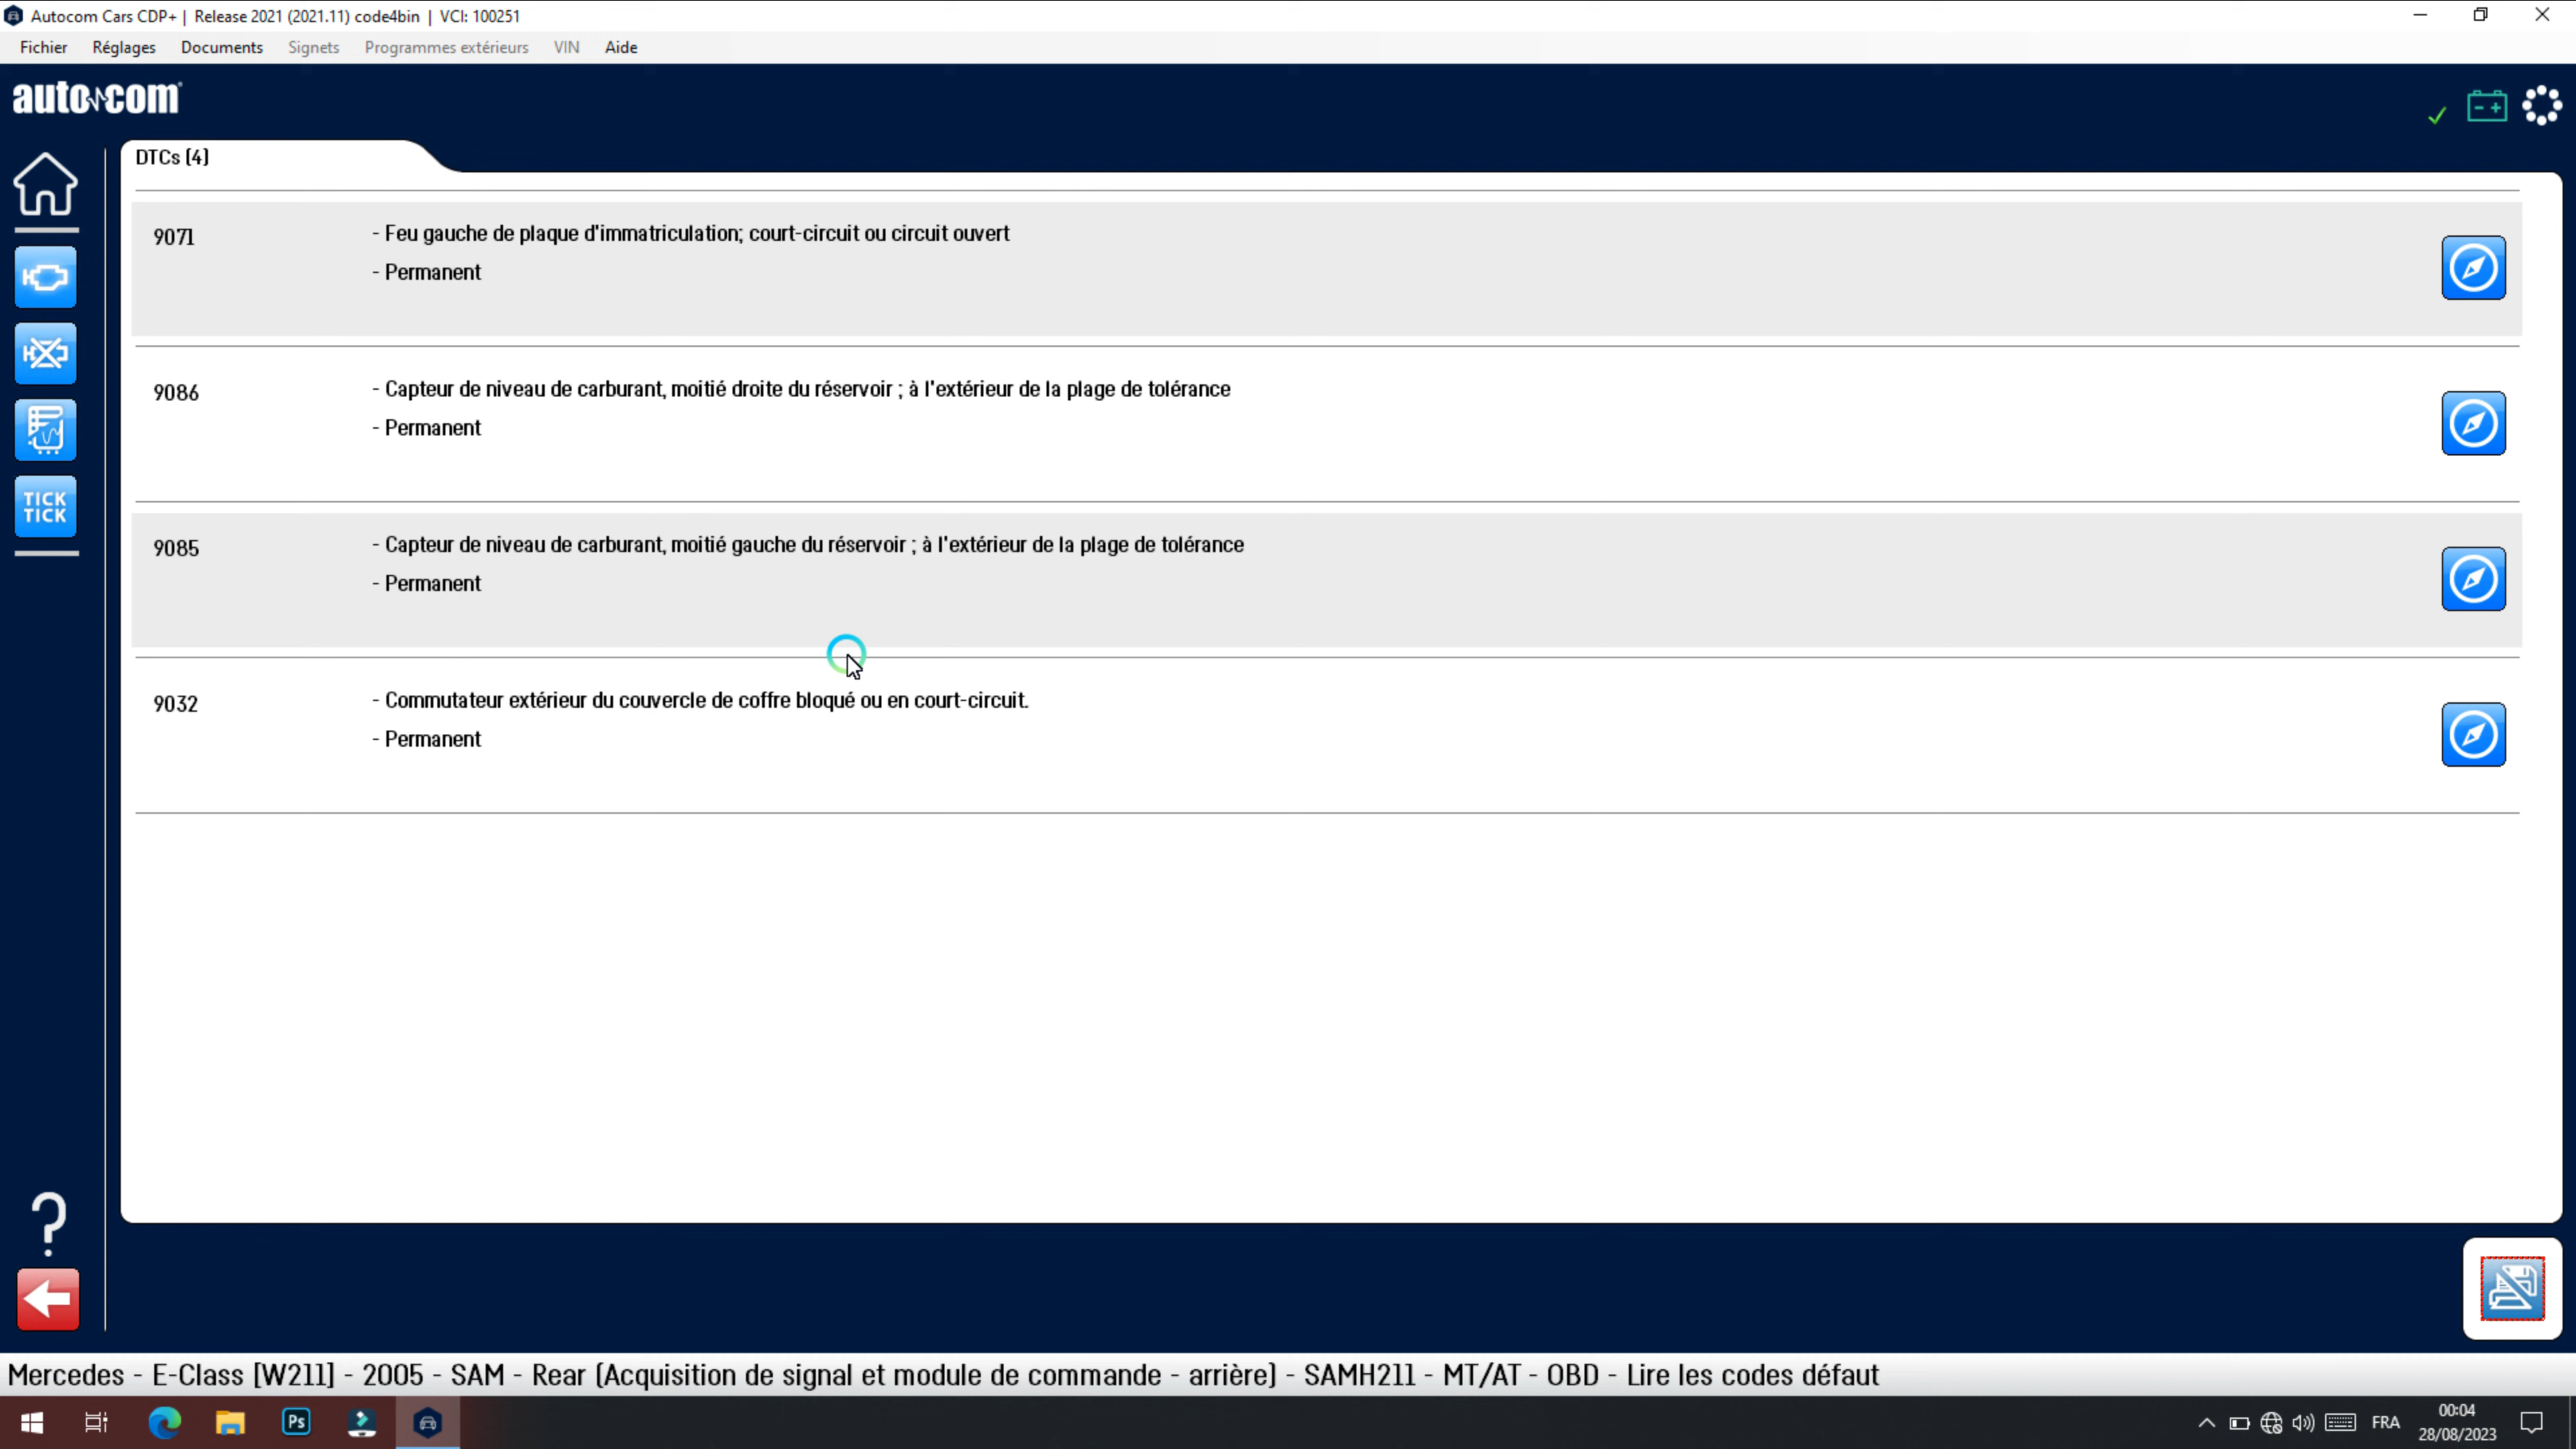 Autocom Cars CDP+ | Release 2021 (2021.11) code4bin | VCI: 100251
Fichier Réglages Documents Signets Programmes extérieurs VIN Aide
autocom
DTCs (4)
9071 - Feu gauche de plaque d'immatriculation; court-circuit ou circuit ouvert
- Permanent
9086 - Capteur de niveau de carburant, moitié droite du réservoir ; à l'extérieur de la plage de tolérance
- Permanent
9085 - Capteur de niveau de carburant, moitié gauche du réservoir ; à l'extérieur de la plage de tolérance
- Permanent
9032 - Commutateur extérieur du couvercle de coffre bloqué ou en court-circuit.
- Permanent
TICK
TICK
?
Mercedes - E-Class [W211] - 2005 - SAM - Rear (Acquisition de signal et module de commande - arrière) - SAMH211 - MT/AT - OBD - Lire les codes défaut
Ps
FRA
00:04
28/08/2023